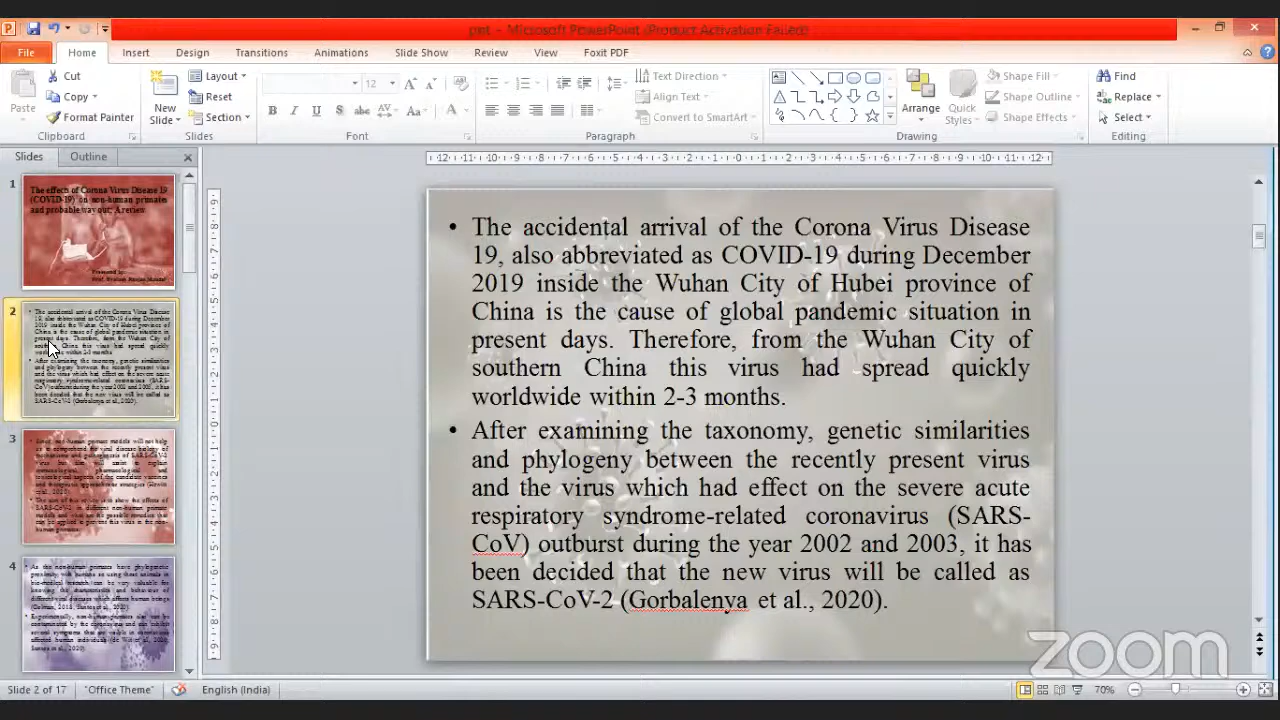 ppt - Microsoft PowerPoint (Product Activation Failed)
File Home Insert Design Transitions Animations Slide Show Review View Foxit PDF
Paste Cut Copy Format Painter
New Slide Layout Reset Section
12
Text Direction Align Text Convert to SmartArt
Arrange Quick Styles Shape Fill Shape Outline Shape Effects
Find Replace Select
Clipboard Slides Font Paragraph Drawing Editing
Slides Outline
1
The effects of Corona Virus Disease 19
(COVID-19) on non-human primates
and probable way out: A review
Presented by:
2
3
4
• The accidental arrival of the Corona Virus Disease
19, also abbreviated as COVID-19 during December
2019 inside the Wuhan City of Hubei province of
China is the cause of global pandemic situation in
present days. Therefore, from the Wuhan City of
southern China this virus had spread quickly
worldwide within 2-3 months.
• After examining the taxonomy, genetic similarities
and phylogeny between the recently present virus
and the virus which had effect on the severe acute
respiratory syndrome-related coronavirus (SARS-
CoV) outburst during the year 2002 and 2003, it has
been decided that the new virus will be called as
SARS-CoV-2 (Gorbalenya et al., 2020).
zoom
Slide 2 of 17 "Office Theme" English (India) 70%